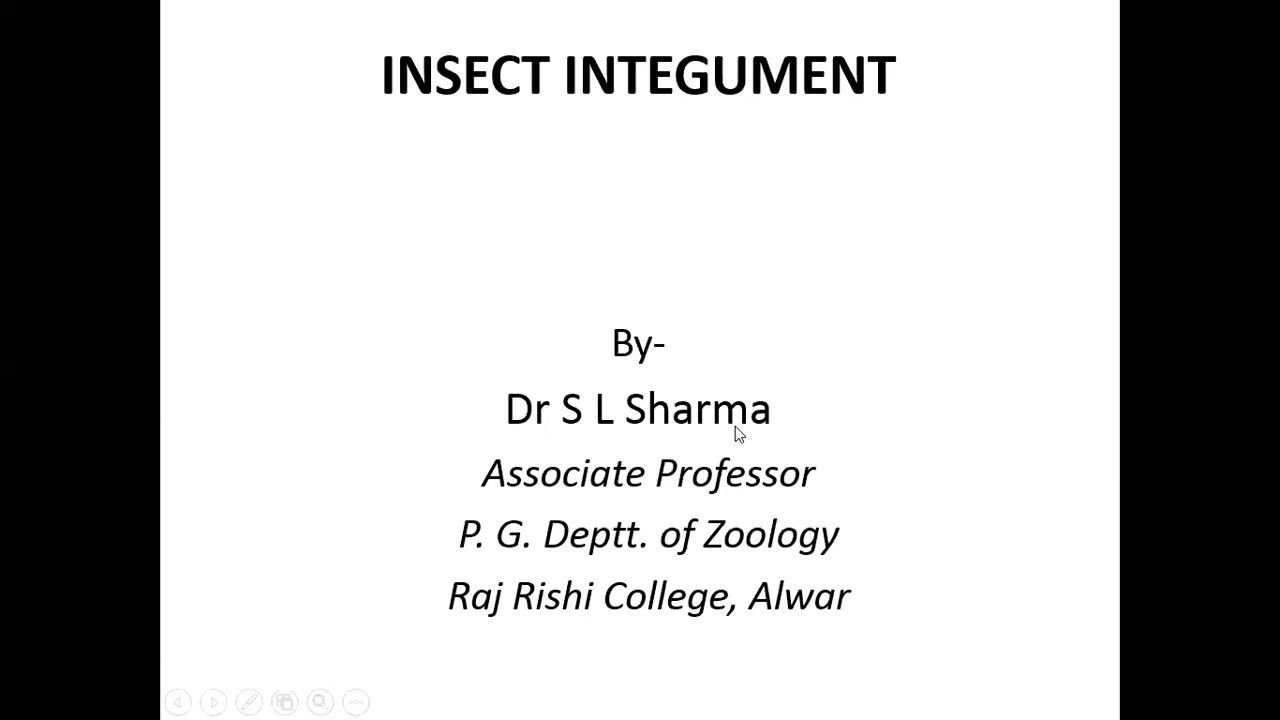 INSECT INTEGUMENT
By-
Dr S L Sharma
Associate Professor
P. G. Deptt. of Zoology
Raj Rishi College, Alwar